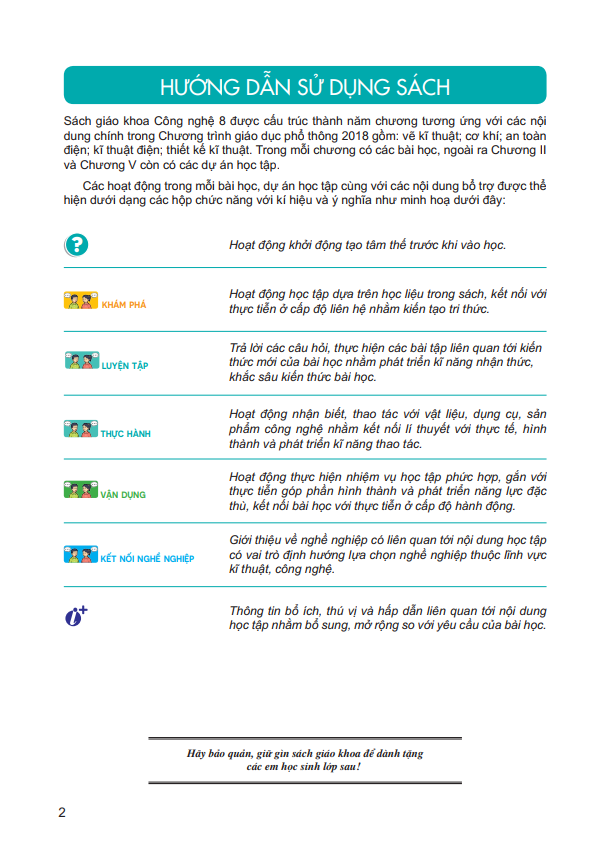 HƯỚNG DẪN SỬ DỤNG SÁCH
Sách giáo khoa Công nghệ 8 được cấu trúc thành năm chương tương ứng với các nội
dung chính trong Chương trình giáo dục phổ thông 2018 gồm: vẽ kĩ thuật; cơ khí; an toàn
điện; kĩ thuật điện; thiết kế kĩ thuật. Trong mỗi chương có các bài học, ngoài ra Chương II
và Chương V còn có các dự án học tập.
Các hoạt động trong mỗi bài học, dự án học tập cùng với các nội dung bổ trợ được thể
hiện dưới dạng các hộp chức năng với kí hiệu và ý nghĩa như minh hoạ dưới đây:
?
Hoạt động khởi động tạo tâm thế trước khi vào học.
KHÁM PHÁ
Hoạt động học tập dựa trên học liệu trong sách, kết nối với
thực tiễn ở cấp độ liên hệ nhằm kiến tạo tri thức.
LUYỆN TẬP
Trả lời các câu hỏi, thực hiện các bài tập liên quan tới kiến
thức mới của bài học nhằm phát triển kĩ năng nhận thức,
khắc sâu kiến thức bài học.
THỰC HÀNH
Hoạt động nhận biết, thao tác với vật liệu, dụng cụ, sản
phẩm công nghệ nhằm kết nối lí thuyết với thực tế, hình
thành và phát triển kĩ năng thao tác.
VẬN DỤNG
Hoạt động thực hiện nhiệm vụ học tập phức hợp, gắn với
thực tiễn góp phần hình thành và phát triển năng lực đặc
thù, kết nối bài học với thực tiễn ở cấp độ hành động.
KẾT NỐI NGHỀ NGHIỆP
Giới thiệu về nghề nghiệp có liên quan tới nội dung học tập
có vai trò định hướng lựa chọn nghề nghiệp thuộc lĩnh vực
kĩ thuật, công nghệ.
i+
Thông tin bổ ích, thú vị và hấp dẫn liên quan tới nội dung
học tập nhằm bổ sung, mở rộng so với yêu cầu của bài học.
Hãy bảo quản, giữ gìn sách giáo khoa để dành tặng
các em học sinh lớp sau!
2